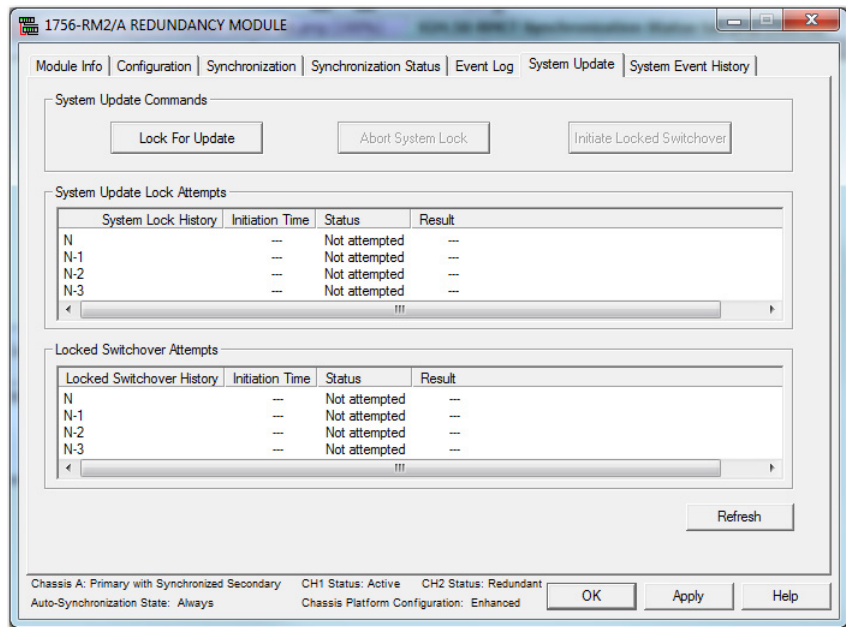 1756-RM2/A REDUNDANCY MODULE
Module Info Configuration Synchronization Synchronization Status Event Log System Update System Event History
System Update Commands
Lock For Update Abort System Lock Initiate Locked Switchover
System Update Lock Attempts
System Lock History Initiation Time Status Result
N --- Not attempted ---
N-1 --- Not attempted ---
N-2 --- Not attempted ---
N-3 --- Not attempted ---
Locked Switchover Attempts
Locked Switchover History Initiation Time Status Result
N --- Not attempted ---
N-1 --- Not attempted ---
N-2 --- Not attempted ---
N-3 --- Not attempted ---
Refresh
Chassis A: Primary with Synchronized Secondary CH1 Status: Active CH2 Status: Redundant
Auto-Synchronization State: Always Chassis Platform Configuration: Enhanced
OK Apply Help